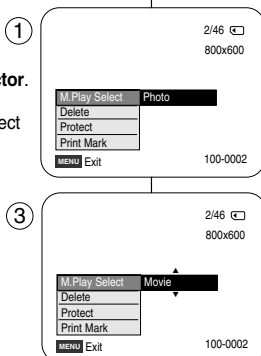 1
2/46
800x600
ctor.
M.Play Select Photo
Delete
ect
Protect
Print Mark
MENU Exit 100-0002
3
2/46
800x600
M.Play Select Movie
Delete
Protect
Print Mark
MENU Exit 100-0002